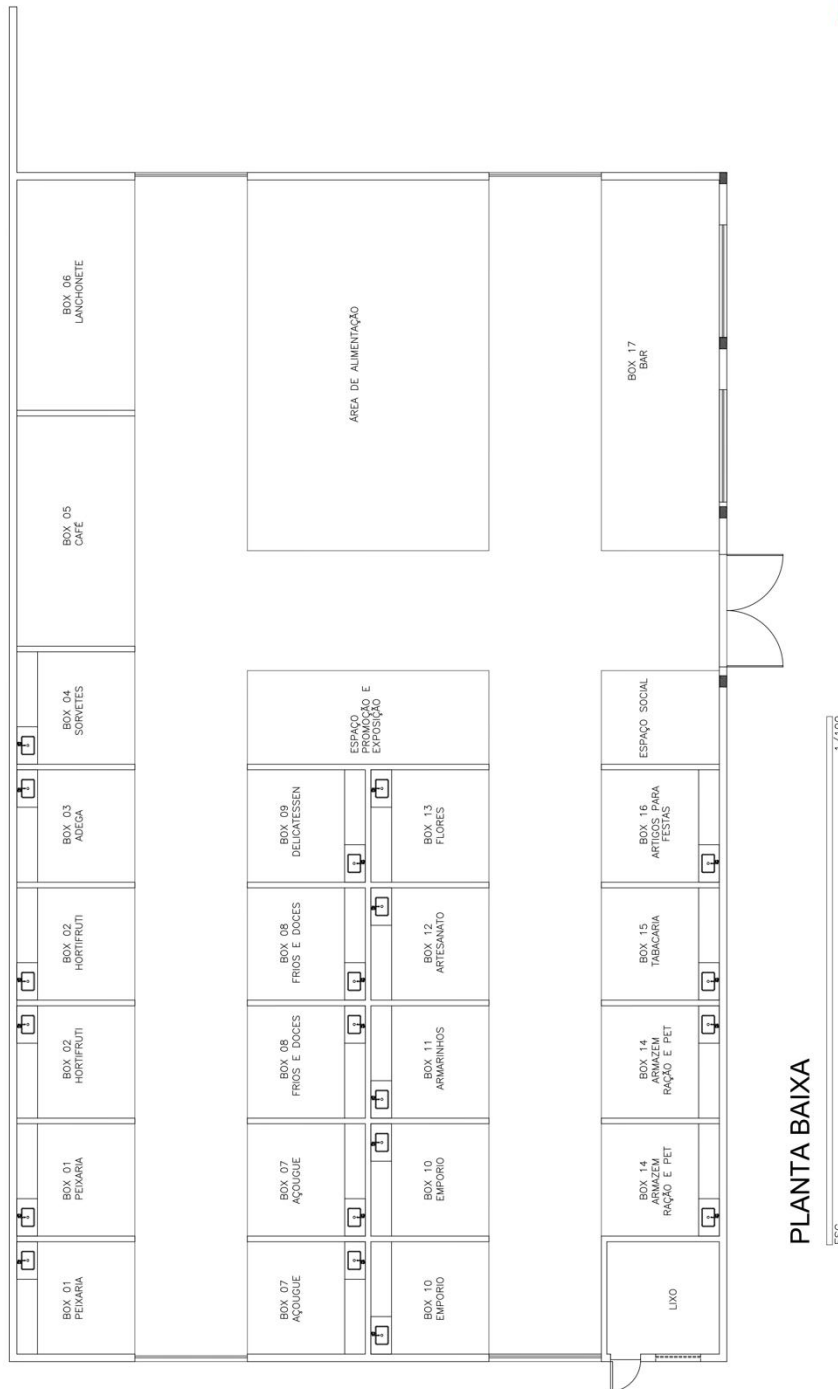 BOX 01
PEIXARIA
BOX 01
PEIXARIA
BOX 02
HORTIFRUTI
BOX 02
HORTIFRUTI
BOX 03
ADEGA
BOX 04
SORVETES
BOX 05
CAFÉ
BOX 06
LANCHONETE
BOX 07
AÇOUGUE
BOX 07
AÇOUGUE
BOX 08
FRIOS E DOCES
BOX 08
FRIOS E DOCES
BOX 09
DELICATESSEN
ESPAÇO
PROMOÇÃO E
EXPOSIÇÃO
ÁREA DE ALIMENTAÇÃO
BOX 10
EMPORIO
BOX 10
EMPORIO
BOX 11
ARMARINHOS
BOX 12
ARTESANATO
BOX 13
FLORES
LIXO
BOX 14
ARMAZEM
RAÇÃO E PET
BOX 14
ARMAZEM
RAÇÃO E PET
BOX 15
TABACARIA
BOX 16
ARTIGOS PARA
FESTAS
ESPAÇO SOCIAL
BOX 17
BAR
PLANTA BAIXA